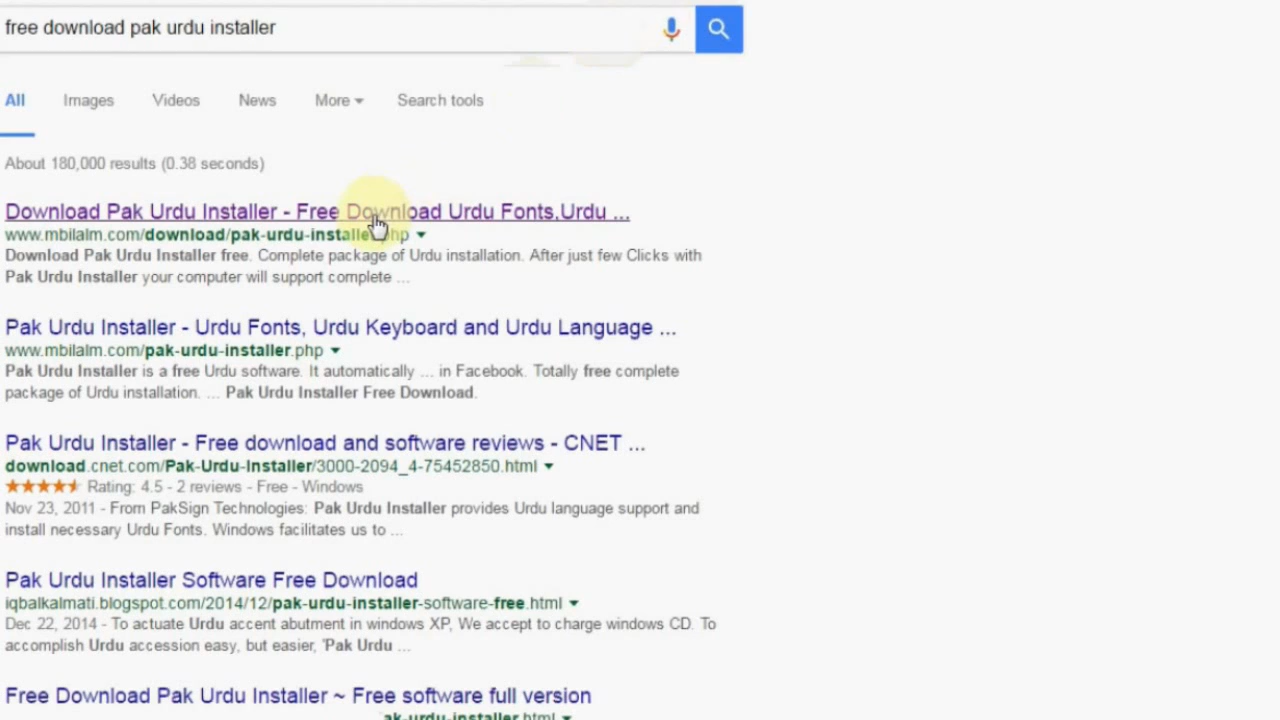 free download pak urdu installer
All Images Videos News More Search tools
About 180,000 results (0.38 seconds)
Download Pak Urdu Installer - Free Download Urdu Fonts,Urdu ...
www.mbilalm.com/download/pak-urdu-installe php
Download Pak Urdu Installer free. Complete package of Urdu installation. After just few Clicks with
Pak Urdu Installer your computer will support complete ...
Pak Urdu Installer - Urdu Fonts, Urdu Keyboard and Urdu Language ...
www.mbilalm.com/pak-urdu-installer.php
Pak Urdu Installer is a free Urdu software. It automatically ... in Facebook. Totally free complete
package of Urdu installation. ... Pak Urdu Installer Free Download.
Pak Urdu Installer - Free download and software reviews - CNET ...
download.cnet.com/Pak-Urdu-Installer/3000-2094_4-75452850.html
Rating: 4.5 - 2 reviews - Free - Windows
Nov 23, 2011 - From PakSign Technologies: Pak Urdu Installer provides Urdu language support and
install necessary Urdu Fonts. Windows facilitates us to ...
Pak Urdu Installer Software Free Download
iqbalkalmati.blogspot.com/2014/12/pak-urdu-installer-software-free.html
Dec 22, 2014 - To actuate Urdu accent abutment in windows XP, We accept to charge windows CD. To
accomplish Urdu accession easy, but easier, 'Pak Urdu ...
Free Download Pak Urdu Installer ~ Free software full version
ak-urdu-installer.html